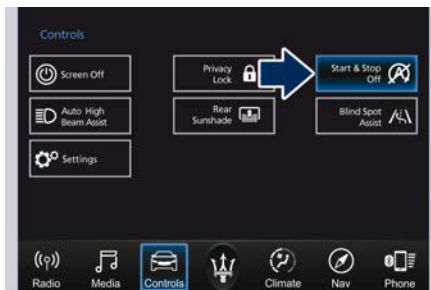 Controls
Screen Off
Privacy
Lock
Start & Stop
Off
Auto High
Beam Assist
Rear
Sunshade
Blind Spot
Assist
Settings
Radio
Media
Controls
Climate
Nav
Phone